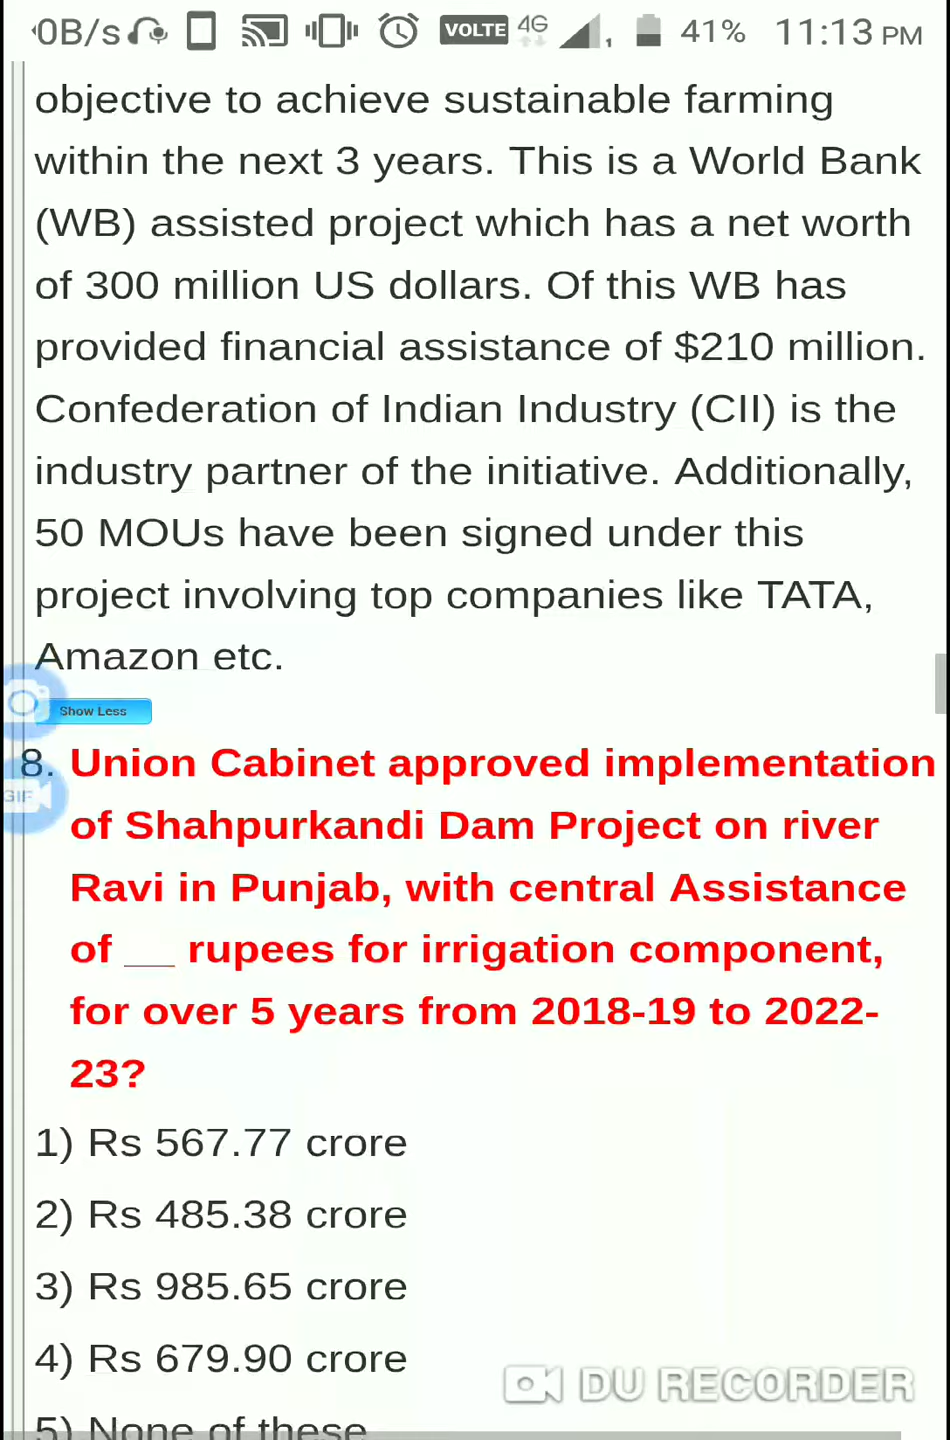 0B/s VOLTE 4G 41% 11:13 PM
objective to achieve sustainable farming
within the next 3 years. This is a World Bank
(WB) assisted project which has a net worth
of 300 million US dollars. Of this WB has
provided financial assistance of $210 million.
Confederation of Indian Industry (CII) is the
industry partner of the initiative. Additionally,
50 MOUs have been signed under this
project involving top companies like TATA,
Amazon etc.
Show Less
8. Union Cabinet approved implementation
GIF
of Shahpurkandi Dam Project on river
Ravi in Punjab, with central Assistance
of __ rupees for irrigation component,
for over 5 years from 2018-19 to 2022-
23?
1) Rs 567.77 crore
2) Rs 485.38 crore
3) Rs 985.65 crore
4) Rs 679.90 crore
DU RECORDER
5) None of these